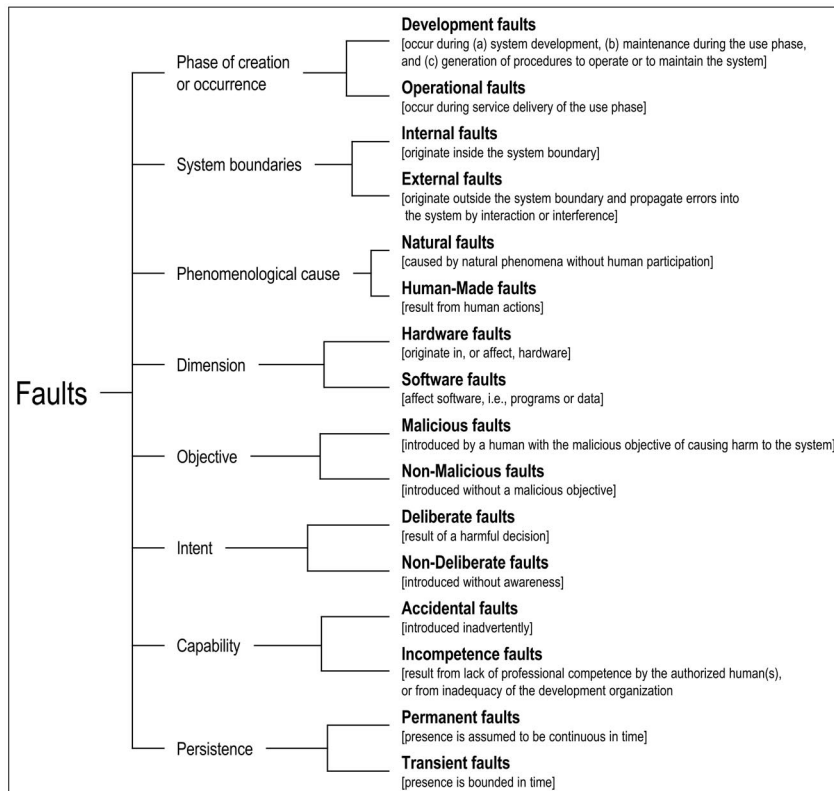 Development faults
[occur during (a) system development, (b) maintenance during the use phase,
and (c) generation of procedures to operate or to maintain the system]
Phase of creation
or occurrence
Operational faults
[occur during service delivery of the use phase]
Internal faults
[originate inside the system boundary]
System boundaries
External faults
[originate outside the system boundary and propagate errors into
the system by interaction or interference]
Natural faults
[caused by natural phenomena without human participation]
Phenomenological cause
Human-Made faults
[result from human actions]
Hardware faults
[originate in, or affect, hardware]
Dimension
Software faults
[affect software, i.e., programs or data]
Faults
Malicious faults
[introduced by a human with the malicious objective of causing harm to the system]
Objective
Non-Malicious faults
[introduced without a malicious objective]
Deliberate faults
[result of a harmful decision]
Intent
Non-Deliberate faults
[introduced without awareness]
Accidental faults
[introduced inadvertently]
Capability
Incompetence faults
[result from lack of professional competence by the authorized human(s),
or from inadequacy of the development organization
Permanent faults
[presence is assumed to be continuous in time]
Persistence
Transient faults
[presence is bounded in time]